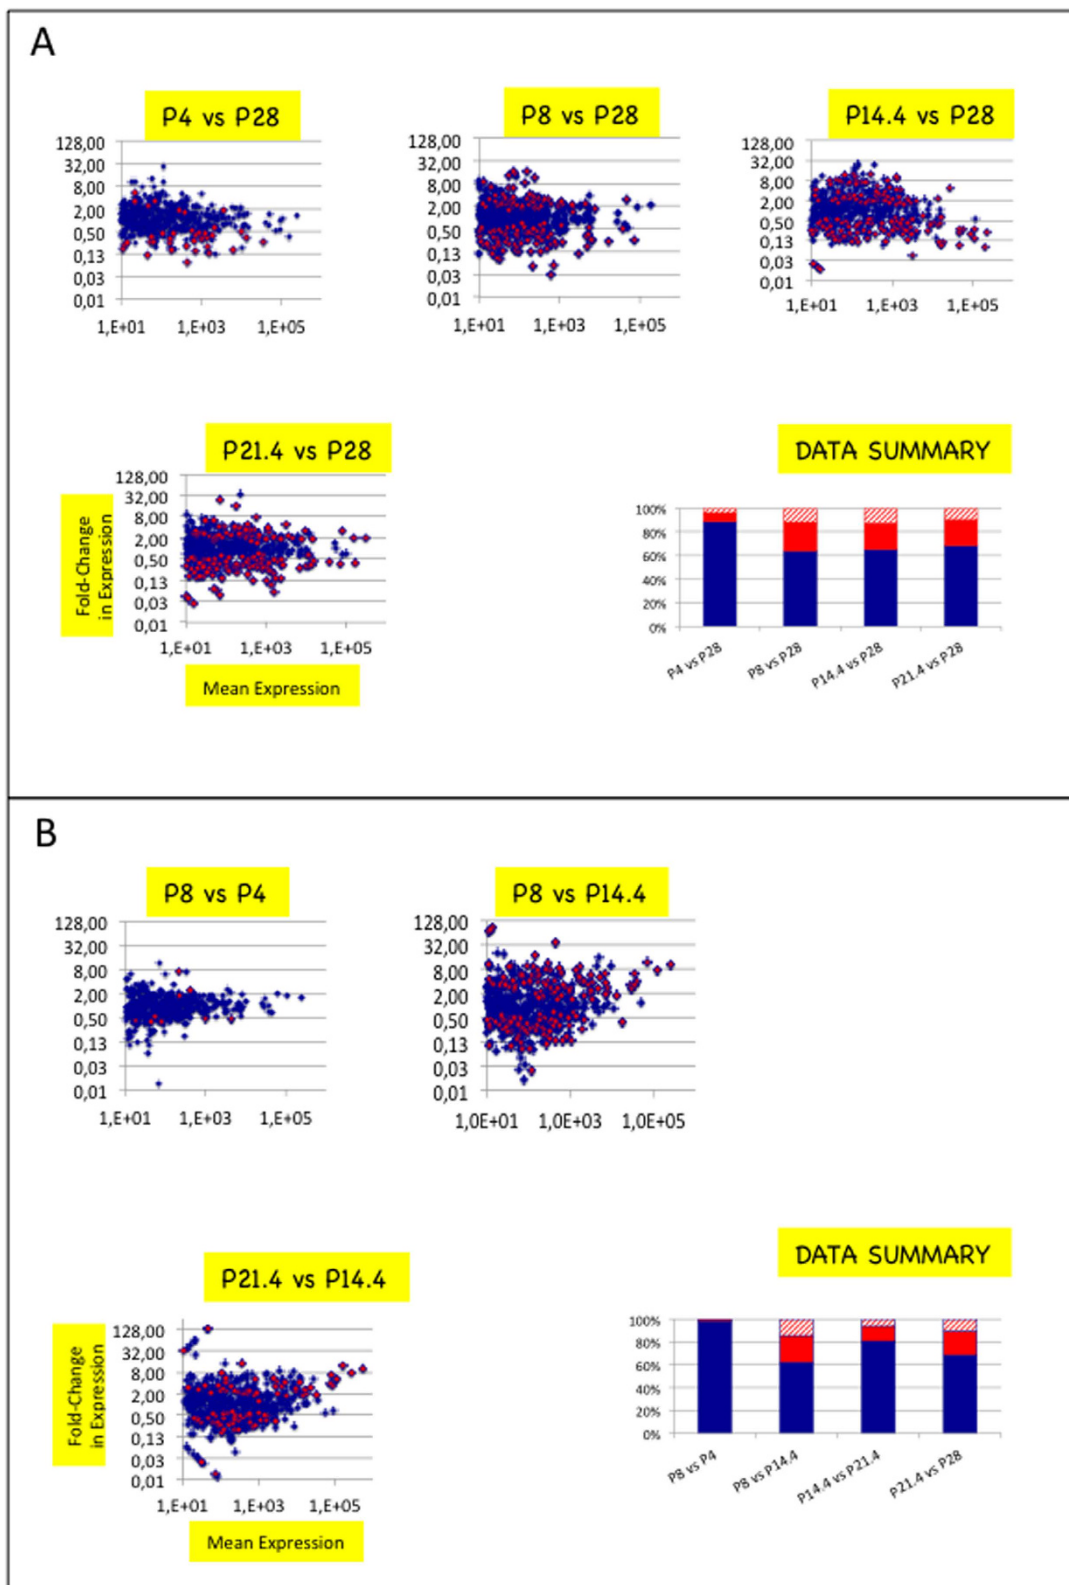 A
P4 vs P28
128,00
32,00
8,00
2,00
0,50
0,13
0,03
0,01
1,E+01 1,E+03 1,E+05
P8 vs P28
128,00
32,00
8,00
2,00
0,50
0,13
0,03
0,01
1,E+01 1,E+03 1,E+05
P14.4 vs P28
128,00
32,00
8,00
2,00
0,50
0,13
0,03
0,01
1,E+01 1,E+03 1,E+05
P21.4 vs P28
Fold-Change
in Expression
128,00
32,00
8,00
2,00
0,50
0,13
0,03
0,01
1,E+01 1,E+03 1,E+05
Mean Expression
DATA SUMMARY
100%
80%
60%
40%
20%
0%
P4 vs P28
P8 vs P28
P14.4 vs P28
P21.4 vs P28
B
P8 vs P4
128,00
32,00
8,00
2,00
0,50
0,13
0,03
0,01
1,E+01 1,E+03 1,E+05
P8 vs P14.4
128,00
32,00
8,00
2,00
0,50
0,13
0,03
0,01
1,0E+01 1,0E+03 1,0E+05
P21.4 vs P14.4
Fold-Change
in Expression
128,00
32,00
8,00
2,00
0,50
0,13
0,03
0,01
1,E+01 1,E+03 1,E+05
Mean Expression
DATA SUMMARY
100%
80%
60%
40%
20%
0%
P8 vs P4
P8 vs P14.4
P14.4 vs P21.4
P21.4 vs P28